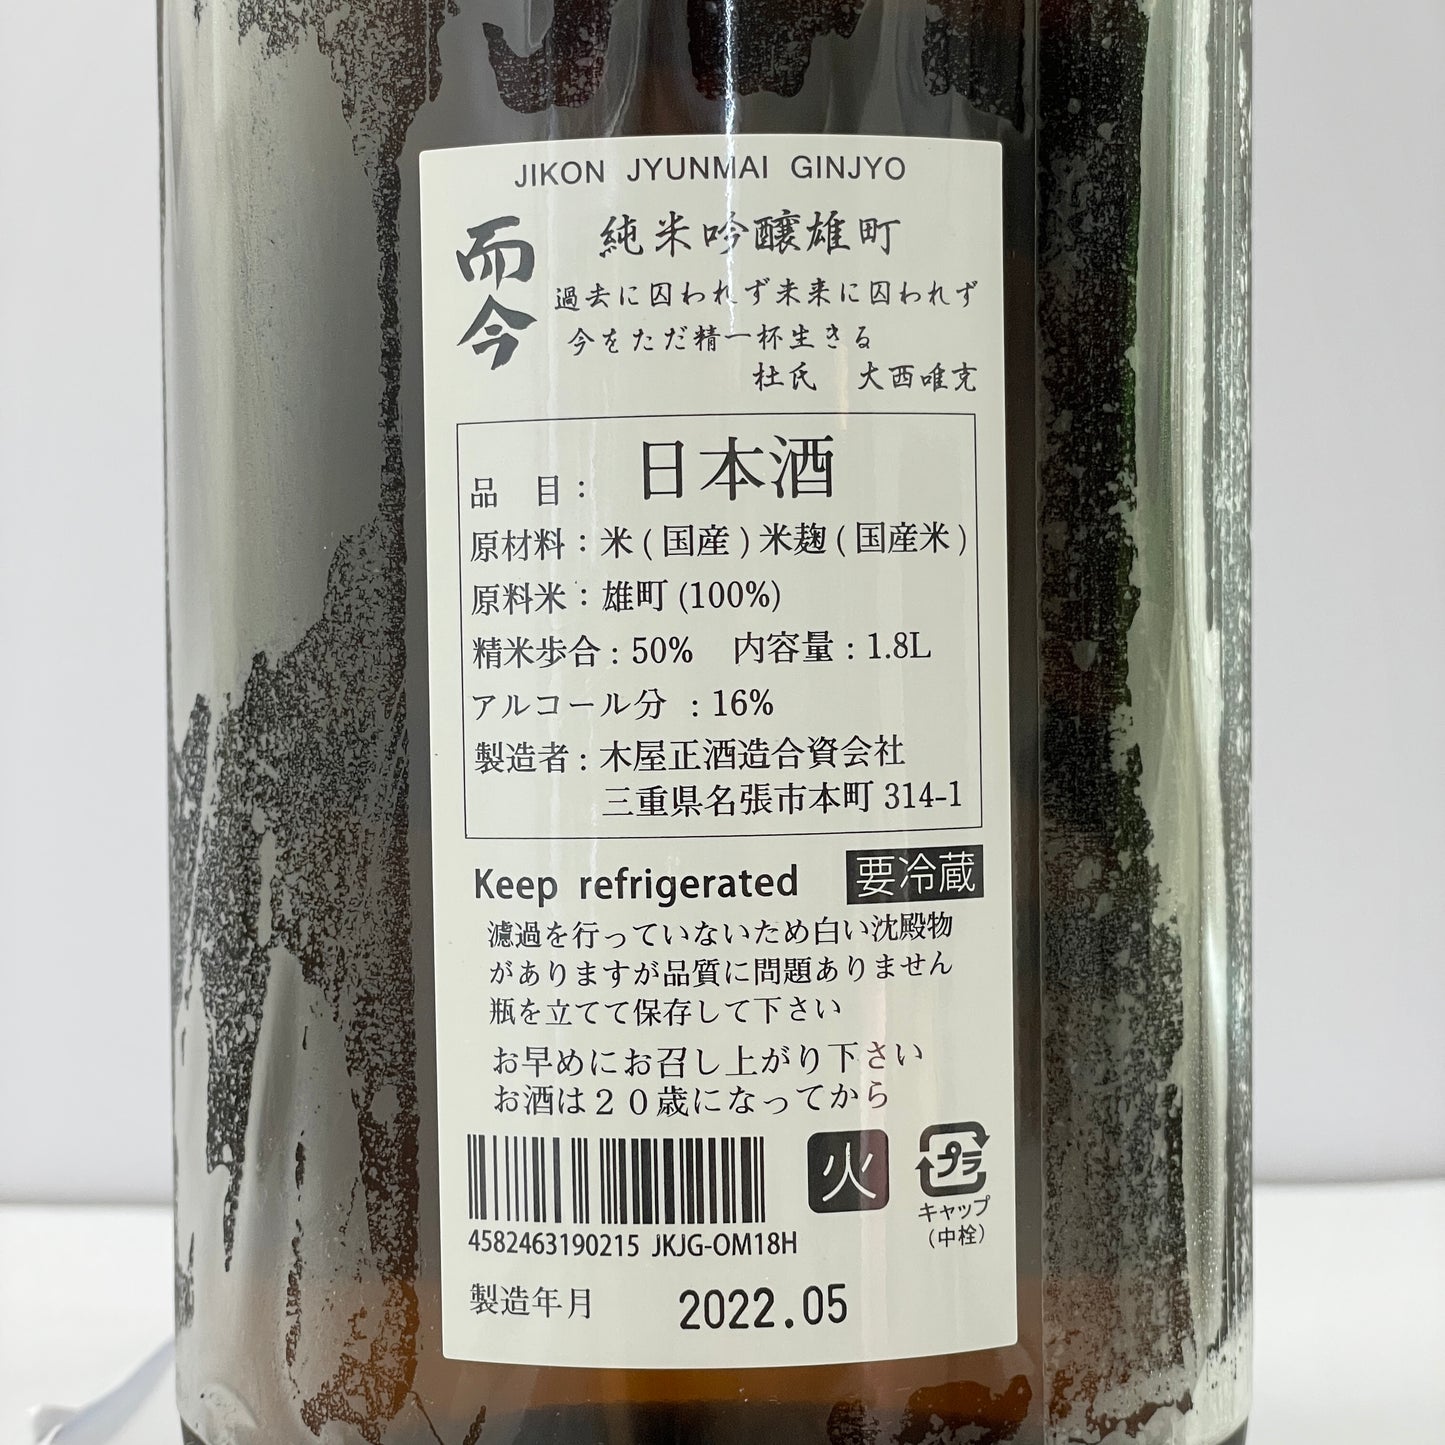 JIKON JYUNMAI GINJYO
而今
純米吟醸雄町
過去に囚われず未来に囚われず
今をただ精一杯生きる
杜氏 大西唯克
品 目: 日本酒
原材料:米(国産)米麹(国産米)
原料米:雄町(100%)
精米歩合:50% 内容量:1.8L
アルコール分 :16%
製造者:木屋正酒造合資会社
三重県名張市本町 314-1
Keep refrigerated 要冷蔵
濾過を行っていないため白い沈殿物
がありますが品質に問題ありません
瓶を立てて保存して下さい
お早めにお召し上がり下さい
お酒は20歳になってから
火
プラ
キャップ
(中栓)
4582463190215 JKJG-OM18H
製造年月 2022.05